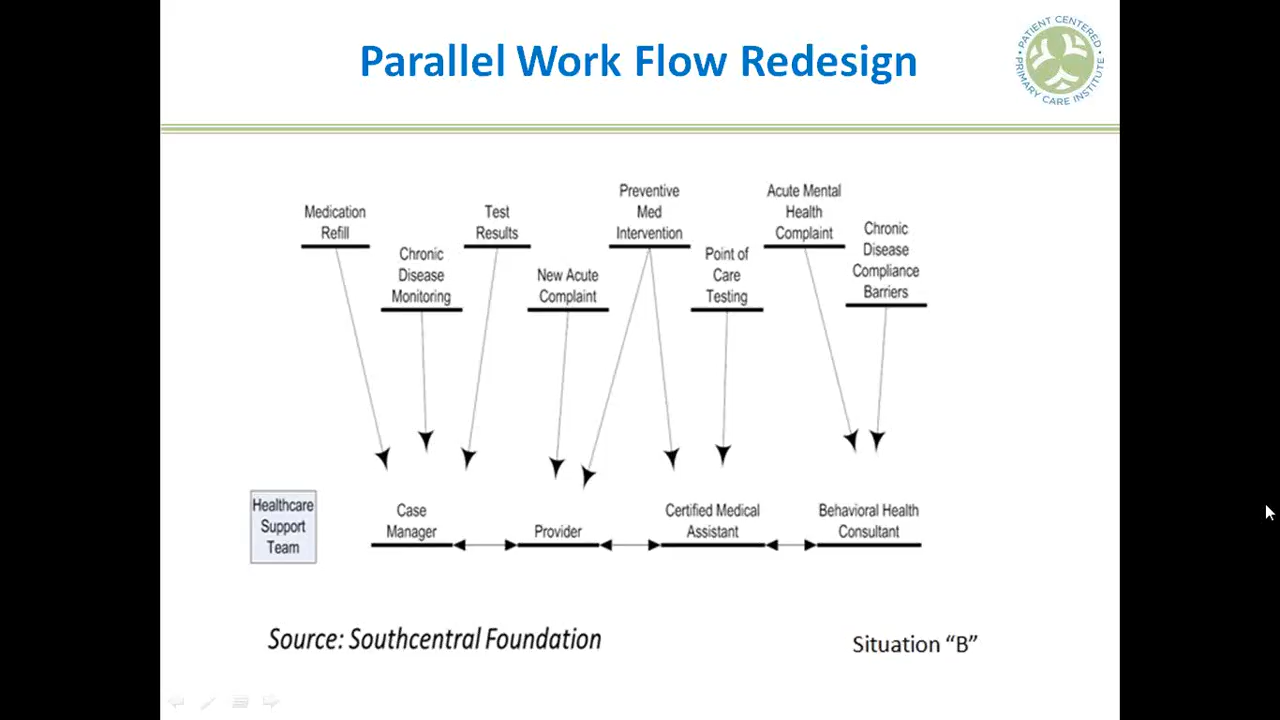 Parallel Work Flow Redesign
PATIENT CENTERED
PRIMARY CARE INSTITUTE
Medication
Refill
Chronic
Disease
Monitoring
Test
Results
New Acute
Complaint
Preventive
Med
Intervention
Point of
Care
Testing
Acute Mental
Health
Complaint
Chronic
Disease
Compliance
Barriers
Healthcare
Support
Team
Case
Manager
Provider
Certified Medical
Assistant
Behavioral Health
Consultant
Source: Southcentral Foundation
Situation “B”